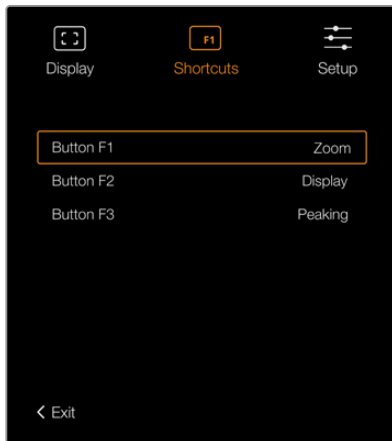 F1
Display Shortcuts Setup
Button F1 Zoom
Button F2 Display
Button F3 Peaking
< Exit